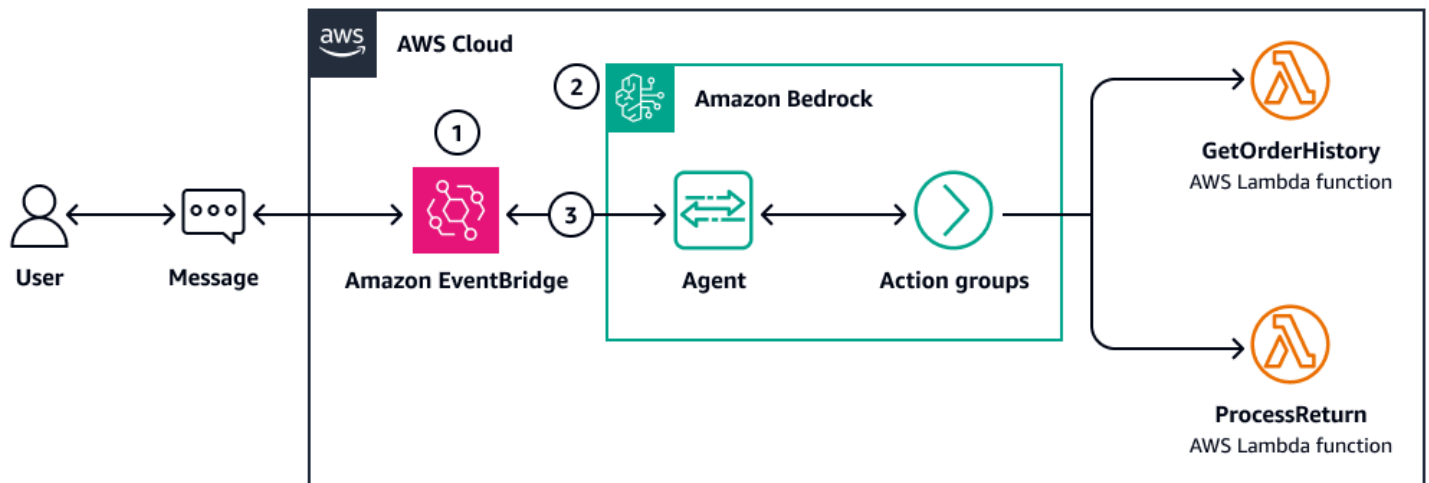 aws
AWS Cloud
2
Amazon Bedrock
1
GetOrderHistory
AWS Lambda function
3
User
Message
Amazon EventBridge
Agent
Action groups
ProcessReturn
AWS Lambda function